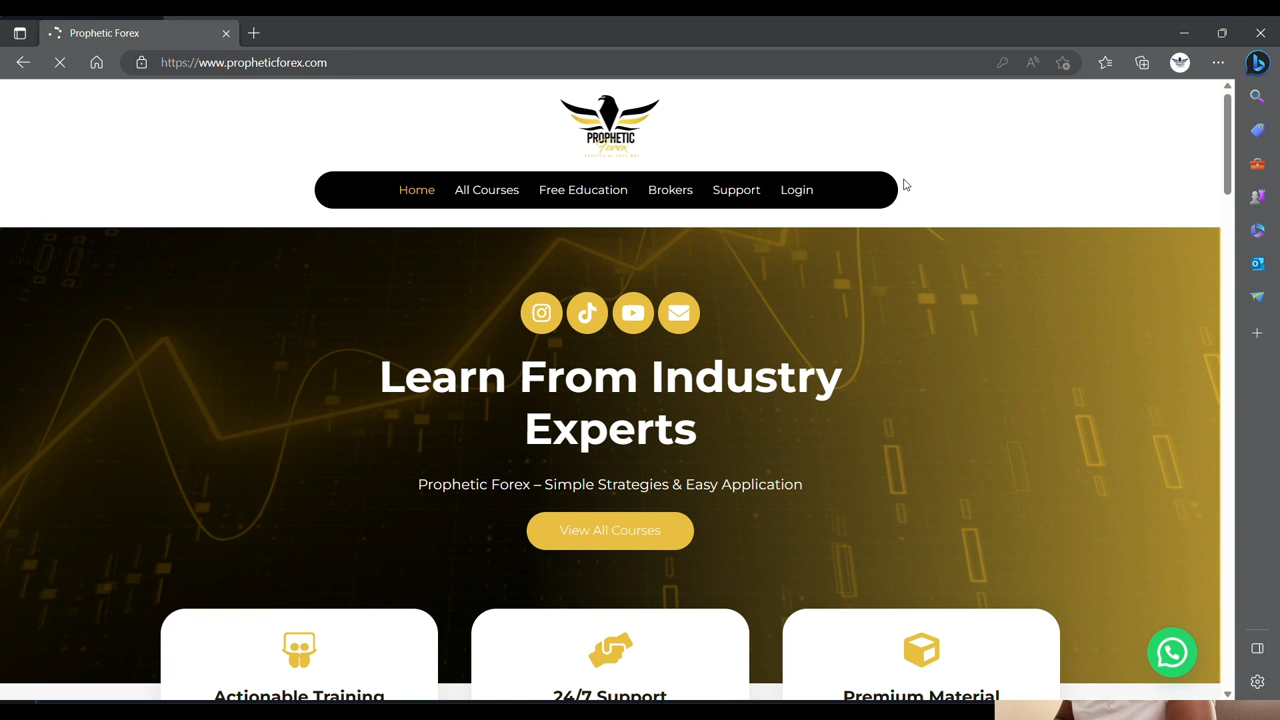 Prophetic Forex
https://www.propheticforex.com
PROPHETIC
Forex
Home All Courses Free Education Brokers Support Login
Learn From Industry
Experts
Prophetic Forex – Simple Strategies & Easy Application
View All Courses
Actionable Training 24/7 Support Premium Material